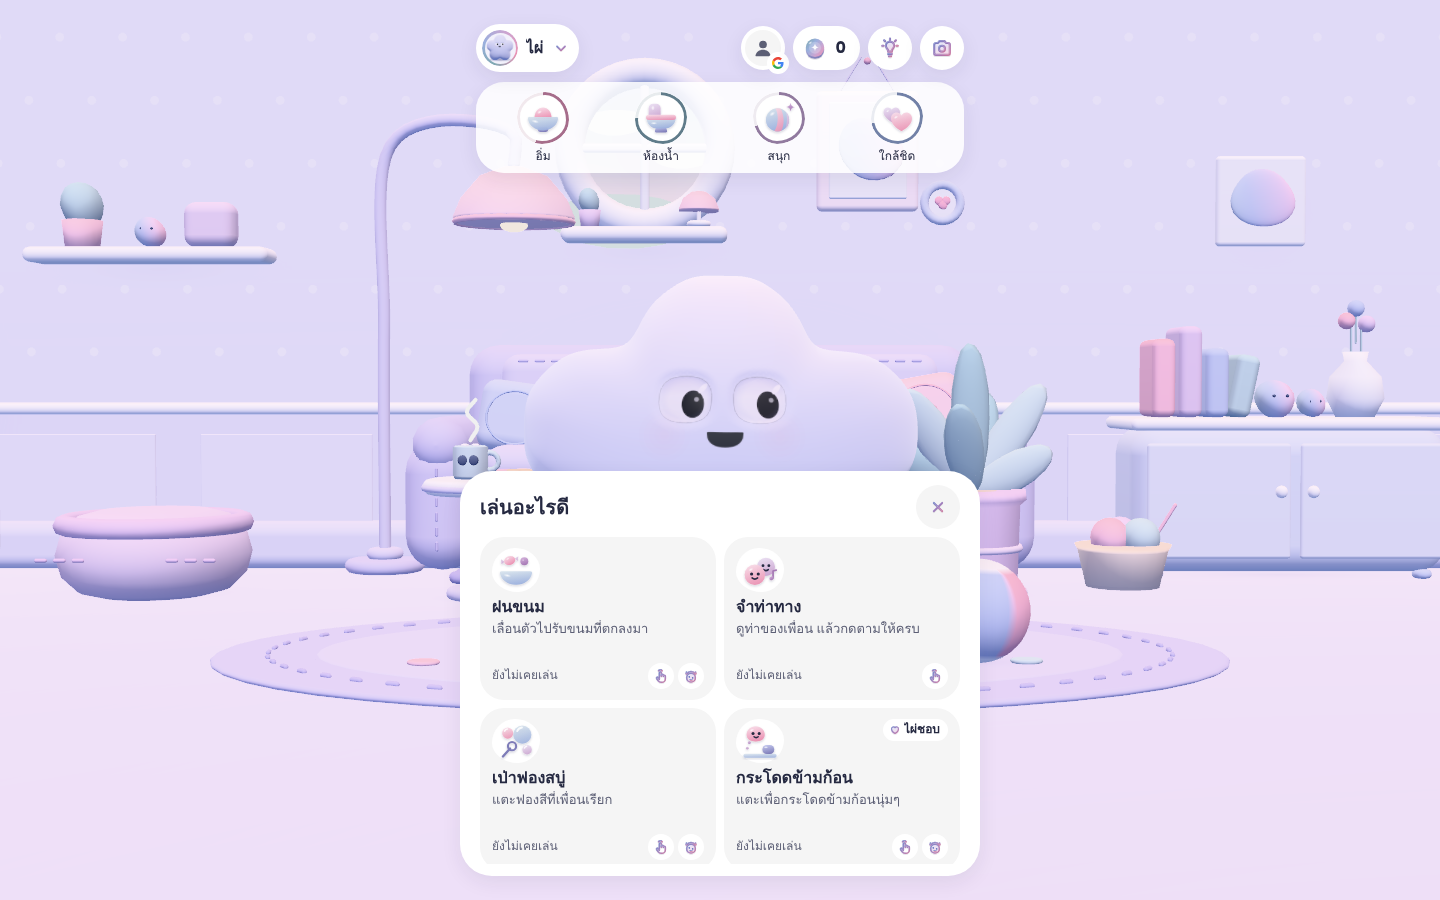 ไผ่
0
อิ่ม
ห้องน้ำ
สนุก
ใกล้ชิด
เล่นอะไรดี
ฝนขนม
เลื่อนตัวไปรับขนมที่ตกลงมา
ยังไม่เคยเล่น
จำท่าทาง
ดูท่าของเพื่อน แล้วกดตามให้ครบ
ยังไม่เคยเล่น
เป่าฟองสบู่
แตะฟองสีที่เพื่อนเรียก
ยังไม่เคยเล่น
ไผ่ชอบ
กระโดดข้ามก้อน
แตะเพื่อกระโดดข้ามก้อนนุ่มๆ
ยังไม่เคยเล่น